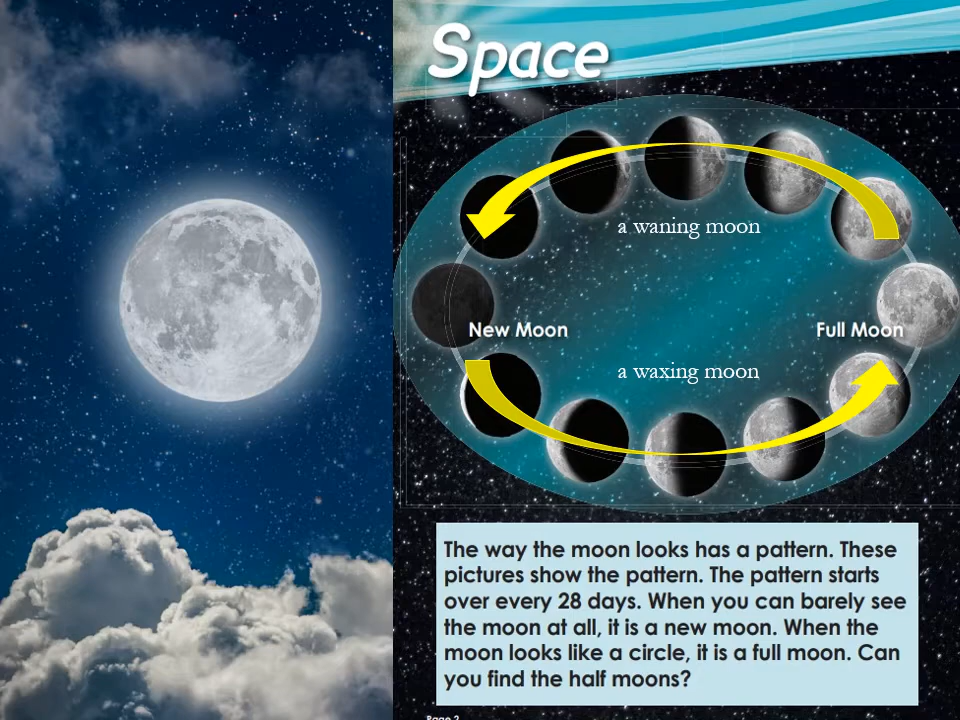 Space
a waning moon
New Moon
Full Moon
a waxing moon
The way the moon looks has a pattern. These
pictures show the pattern. The pattern starts
over every 28 days. When you can barely see
the moon at all, it is a new moon. When the
moon looks like a circle, it is a full moon. Can
you find the half moons?
Page 2